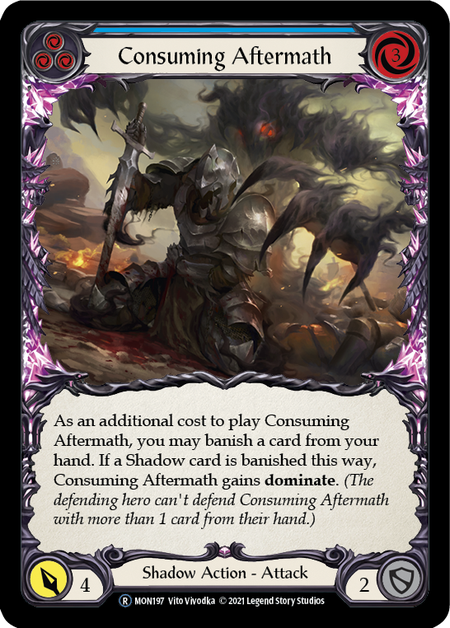 Consuming Aftermath
3
As an additional cost to play Consuming
Aftermath, you may banish a card from your
hand. If a Shadow card is banished this way,
Consuming Aftermath gains dominate. (The
defending hero can't defend Consuming Aftermath
with more than 1 card from their hand.)
4
Shadow Action - Attack
2
R MON197 Vito Vivodka © 2021 Legend Story Studios